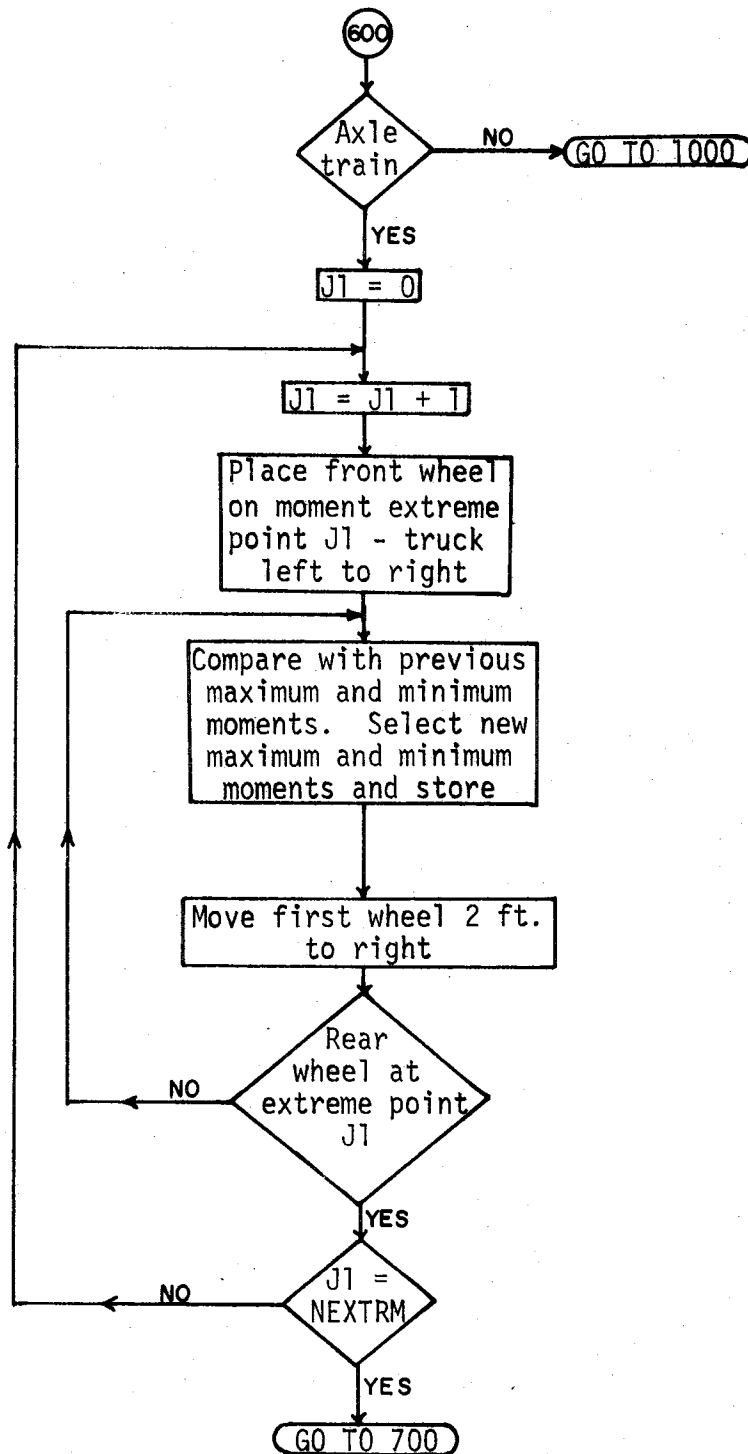 600
Axle
train
NO
GO TO 1000
YES
J1 = 0
J1 = J1 + 1
Place front wheel
on moment extreme
point J1 - truck
left to right
Compare with previous
maximum and minimum
moments. Select new
maximum and minimum
moments and store
Move first wheel 2 ft.
to right
Rear
wheel at
extreme point
J1
NO
YES
J1 =
NEXTRM
NO
YES
GO TO 700